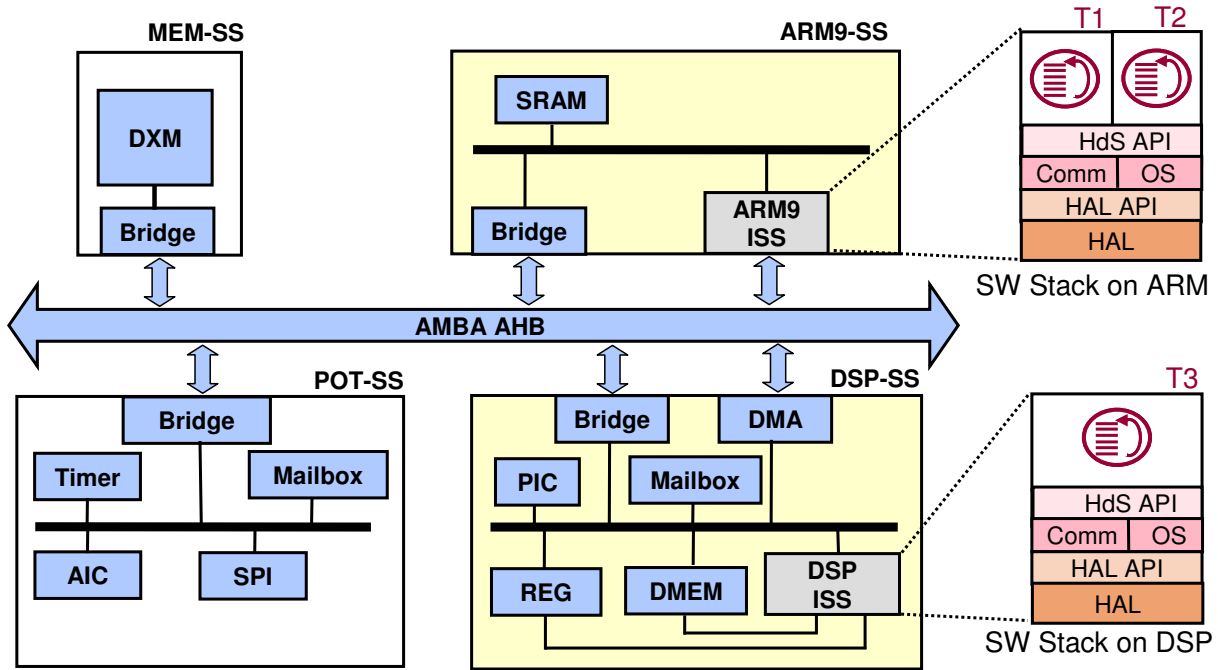 MEM-SS
DXM
Bridge
ARM9-SS
SRAM
Bridge
ARM9
ISS
T1 T2
HdS API
Comm OS
HAL API
HAL
SW Stack on ARM
AMBA AHB
POT-SS
Bridge
Timer
Mailbox
AIC
SPI
DSP-SS
Bridge
DMA
PIC
Mailbox
REG
DMEM
DSP
ISS
T3
HdS API
Comm OS
HAL API
HAL
SW Stack on DSP